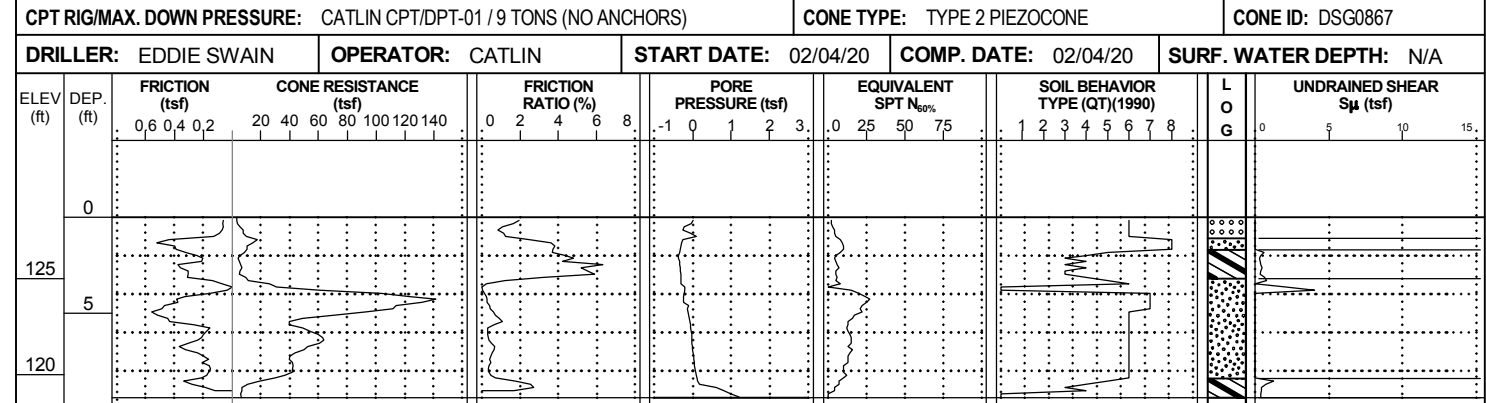 CPT RIG/MAX. DOWN PRESSURE: CATLIN CPT/DPT-01 / 9 TONS (NO ANCHORS) CONE TYPE: TYPE 2 PIEZOCONE CONE ID: DSG0867
DRILLER: EDDIE SWAIN OPERATOR: CATLIN START DATE: 02/04/20 COMP. DATE: 02/04/20 SURF. WATER DEPTH: N/A
ELEV (ft)
DEP. (ft)
FRICTION (tsf)
0,6 0,4 0,2
CONE RESISTANCE (tsf)
20 40 60 80 100 120 140
FRICTION RATIO (%)
0 2 4 6 8
PORE PRESSURE (tsf)
-1 0 1 2 3
EQUIVALENT SPT N60%
0 25 50 75
SOIL BEHAVIOR TYPE (QT)(1990)
1 2 3 4 5 6 7 8
L
O
G
UNDRAINED SHEAR Sµ (tsf)
0 5 10 15
0
125
5
120